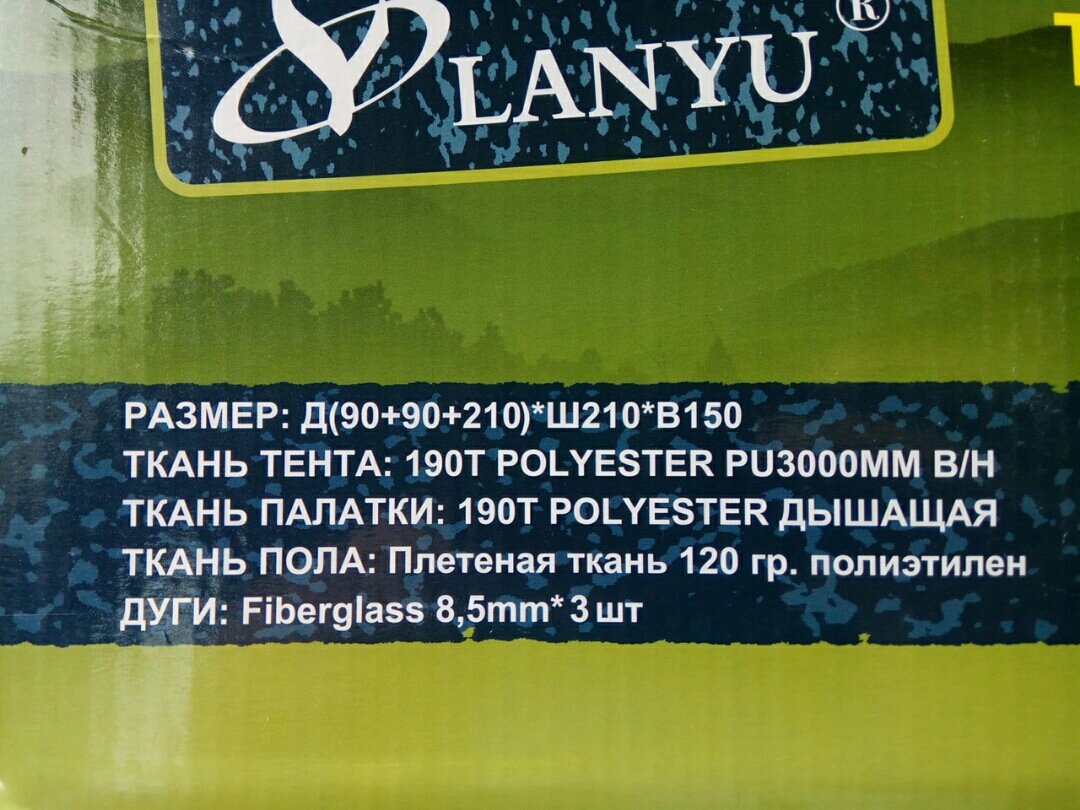 LANYU ®
РАЗМЕР: Д(90+90+210)*Ш210*В150
ТКАНЬ ТЕНТА: 190T POLYESTER PU3000MM В/Н
ТКАНЬ ПАЛАТКИ: 190T POLYESTER ДЫШАЩАЯ
ТКАНЬ ПОЛА: Плетеная ткань 120 гр. полиэтилен
ДУГИ: Fiberglass 8,5mm* 3 шт